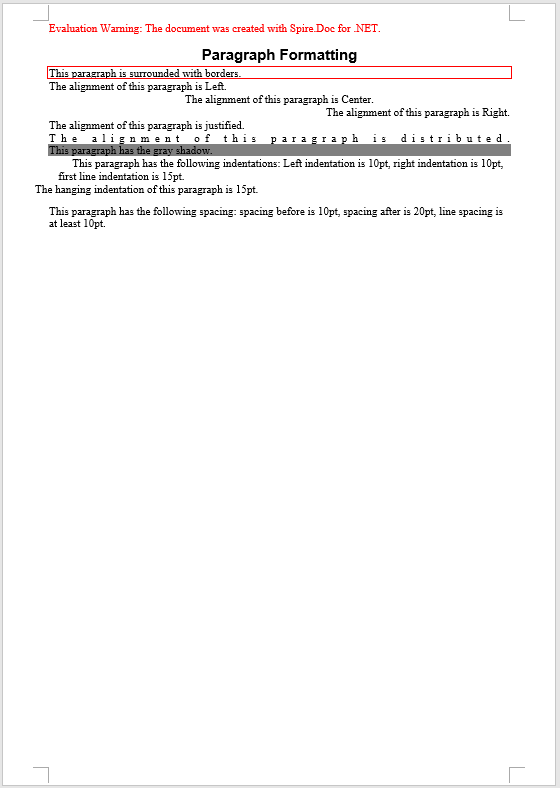 Evaluation Warning: The document was created with Spire.Doc for .NET.
Paragraph Formatting
This paragraph is surrounded with borders.
The alignment of this paragraph is Left.
The alignment of this paragraph is Center.
The alignment of this paragraph is Right.
The alignment of this paragraph is justified.
The alignment of this paragraph is distributed.
This paragraph has the gray shadow.
This paragraph has the following indentations: Left indentation is 10pt, right indentation is 10pt,
first line indentation is 15pt.
The hanging indentation of this paragraph is 15pt.
This paragraph has the following spacing: spacing before is 10pt, spacing after is 20pt, line spacing is
at least 10pt.